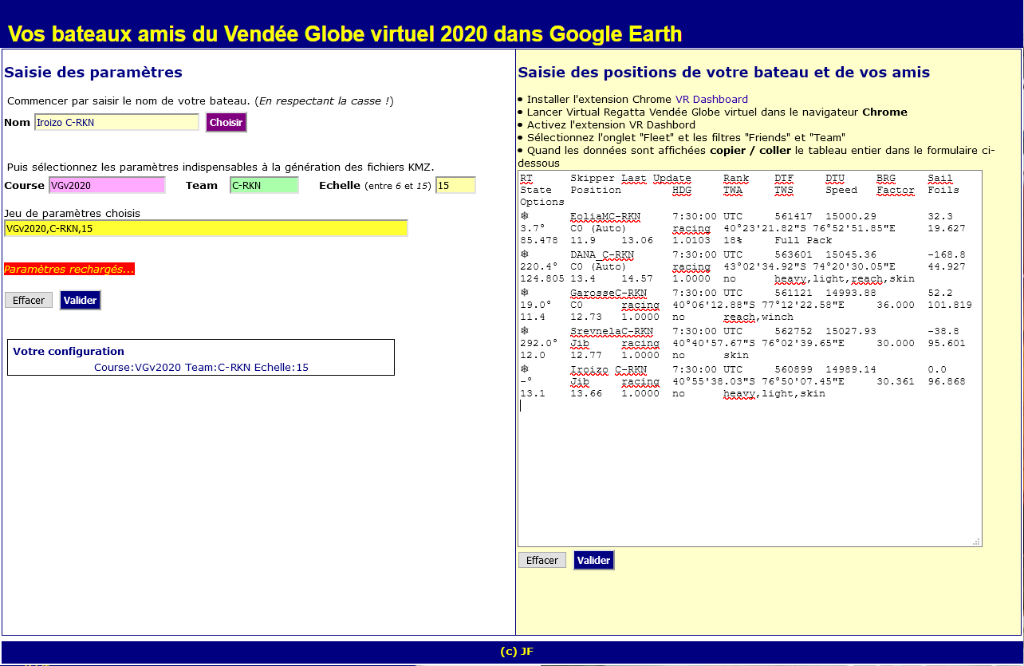 Vos bateaux amis du Vendée Globe virtuel 2020 dans Google Earth
Saisie des paramètres
Commencer par saisir le nom de votre bateau. (En respectant la casse !)
Nom Iroizo C-RKN Choisir
Puis sélectionnez les paramètres indispensables à la génération des fichiers KMZ.
Course VGv2020 Team C-RKN Echelle (entre 6 et 15) 15
Jeu de paramètres choisis
VGv2020,C-RKN,15
Paramètres rechargés...
Effacer Valider
Votre configuration
Course:VGv2020 Team:C-RKN Echelle:15
Saisie des positions de votre bateau et de vos amis
• Installer l'extension Chrome VR Dashboard
• Lancer Virtual Regatta Vendée Globe virtuel dans le navigateur Chrome
• Activez l'extension VR Dashbord
• Sélectionnez l'onglet "Fleet" et les filtres "Friends" et "Team"
• Quand les données sont affichées copier / coller le tableau entier dans le formulaire ci-
dessous
RT Skipper Last Update Rank DTF DTU BRG Sail
State Position HDG TWA TWS Speed Factor Foils
Options
❄ EoliaMC-RKN 7:30:00 UTC 561417 15000.29 32.3
3.7° C0 (Auto) racing 40°23'21.82"S 76°52'51.85"E 19.627
85.478 11.9 13.06 1.0103 18% Full Pack
❄ DANA_C-RKN 7:30:00 UTC 563601 15045.36 -168.8
220.4° C0 (Auto) racing 43°02'34.92"S 74°20'30.05"E 44.927
124.805 13.4 14.57 1.0000 no heavy,light,reach,skin
❄ GarosseC-RKN 7:30:00 UTC 561121 14993.88 52.2
19.0° C0 racing 40°06'12.88"S 77°12'22.58"E 36.000 101.819
11.4 12.73 1.0000 no reach,winch
❄ SrevnelaC-RKN 7:30:00 UTC 562752 15027.93 -38.8
292.0° Jib racing 40°40'57.67"S 76°02'39.65"E 30.000 95.601
12.0 12.77 1.0000 no skin
❄ Iroizo C-RKN 7:30:00 UTC 560899 14989.14 0.0
-° Jib racing 40°55'38.03"S 76°50'07.45"E 30.361 96.868
13.1 13.66 1.0000 no heavy,light,skin
Effacer Valider
(c) JF